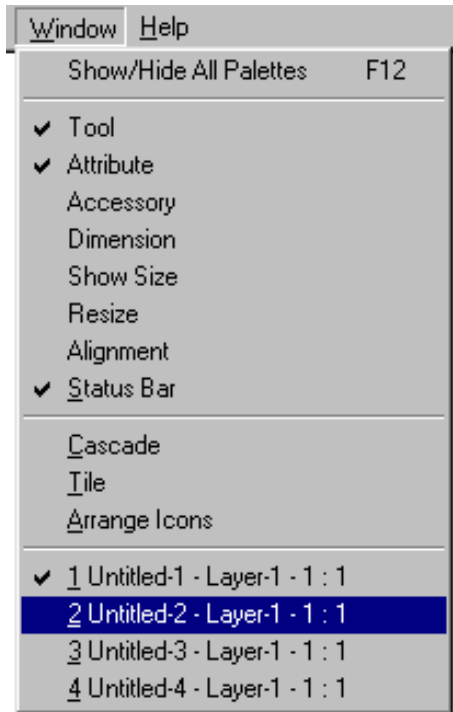 Window Help
Show/Hide All Palettes F12
Tool
Attribute
Accessory
Dimension
Show Size
Resize
Alignment
Status Bar
Cascade
Tile
Arrange Icons
1 Untitled-1 - Layer-1 - 1 : 1
2 Untitled-2 - Layer-1 - 1 : 1
3 Untitled-3 - Layer-1 - 1 : 1
4 Untitled-4 - Layer-1 - 1 : 1